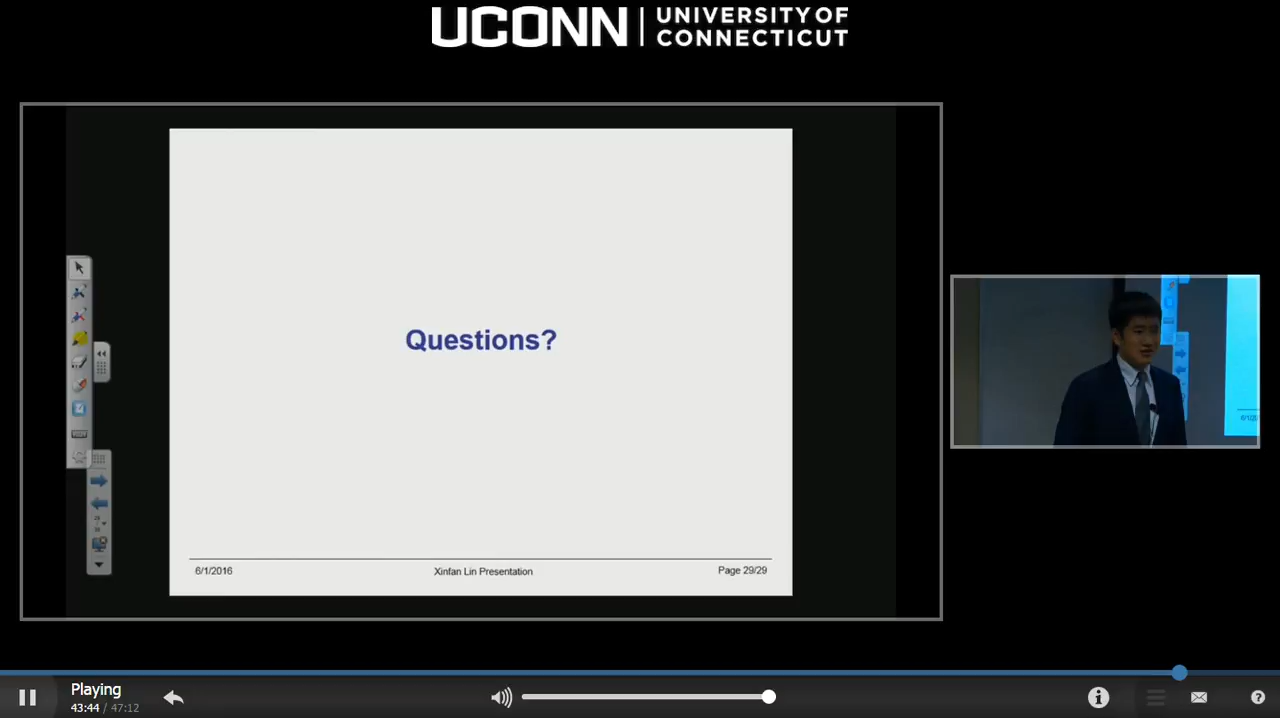 UCONN | UNIVERSITY OF
CONNECTICUT
Questions?
6/1/2016 Xinfan Lin Presentation Page 29/29
Playing
43:44 / 47:12